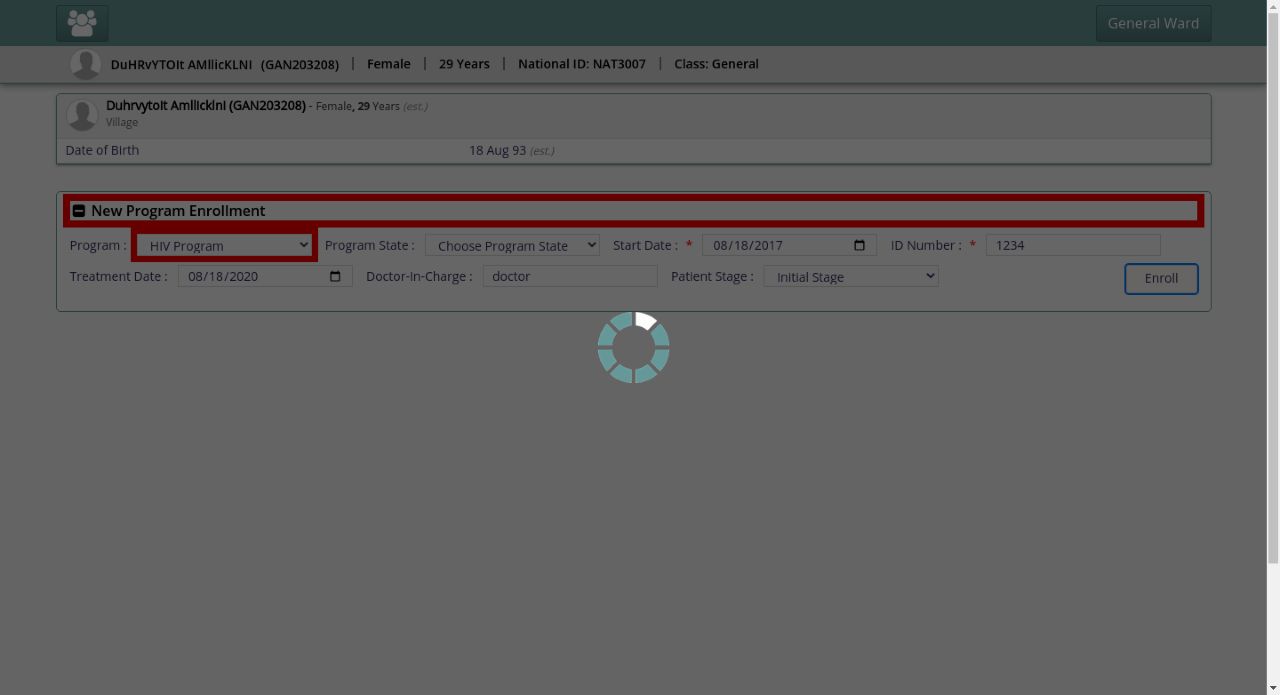 General Ward
DuHRvYTOIt AMllicKLNI (GAN203208) | Female | 29 Years | National ID: NAT3007 | Class: General
Duhrvytoit Amllicklni (GAN203208) - Female, 29 Years (est.)
Village
Date of Birth 18 Aug 93 (est.)
New Program Enrollment
Program : HIV Program Program State : Choose Program State Start Date : * 08/18/2017 ID Number : * 1234
Treatment Date : 08/18/2020 Doctor-In-Charge : doctor Patient Stage : Initial Stage Enroll